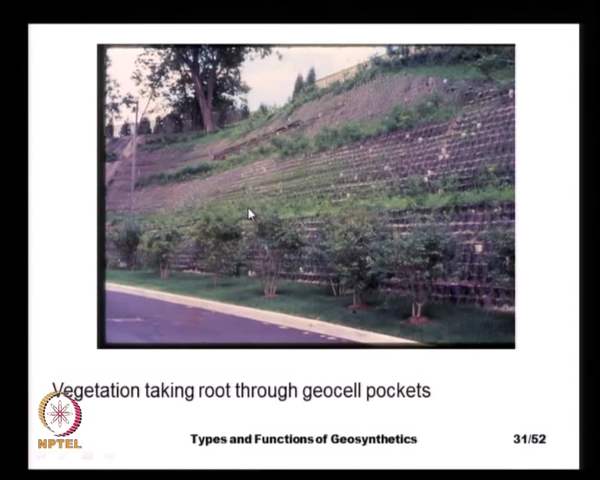 Vegetation taking root through geocell pockets
NPTEL
Types and Functions of Geosynthetics
31/52